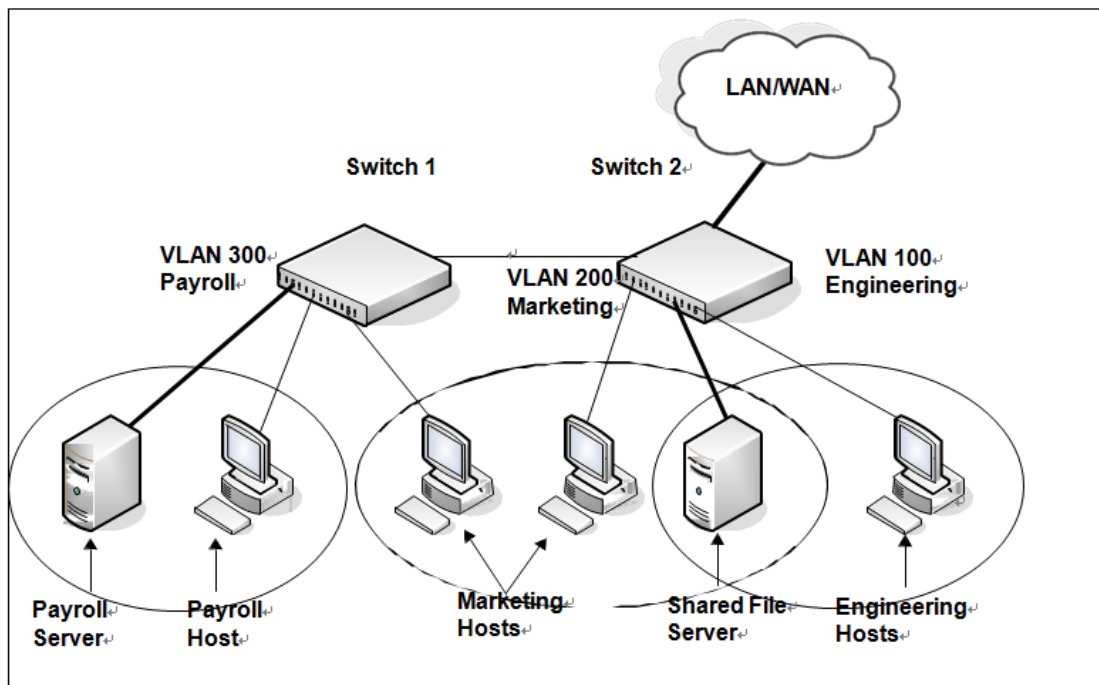 LAN/WAN
Switch 1
Switch 2
VLAN 300
Payroll
VLAN 200
Marketing
VLAN 100
Engineering
Payroll
Server
Payroll
Host
Marketing
Hosts
Shared File
Server
Engineering
Hosts